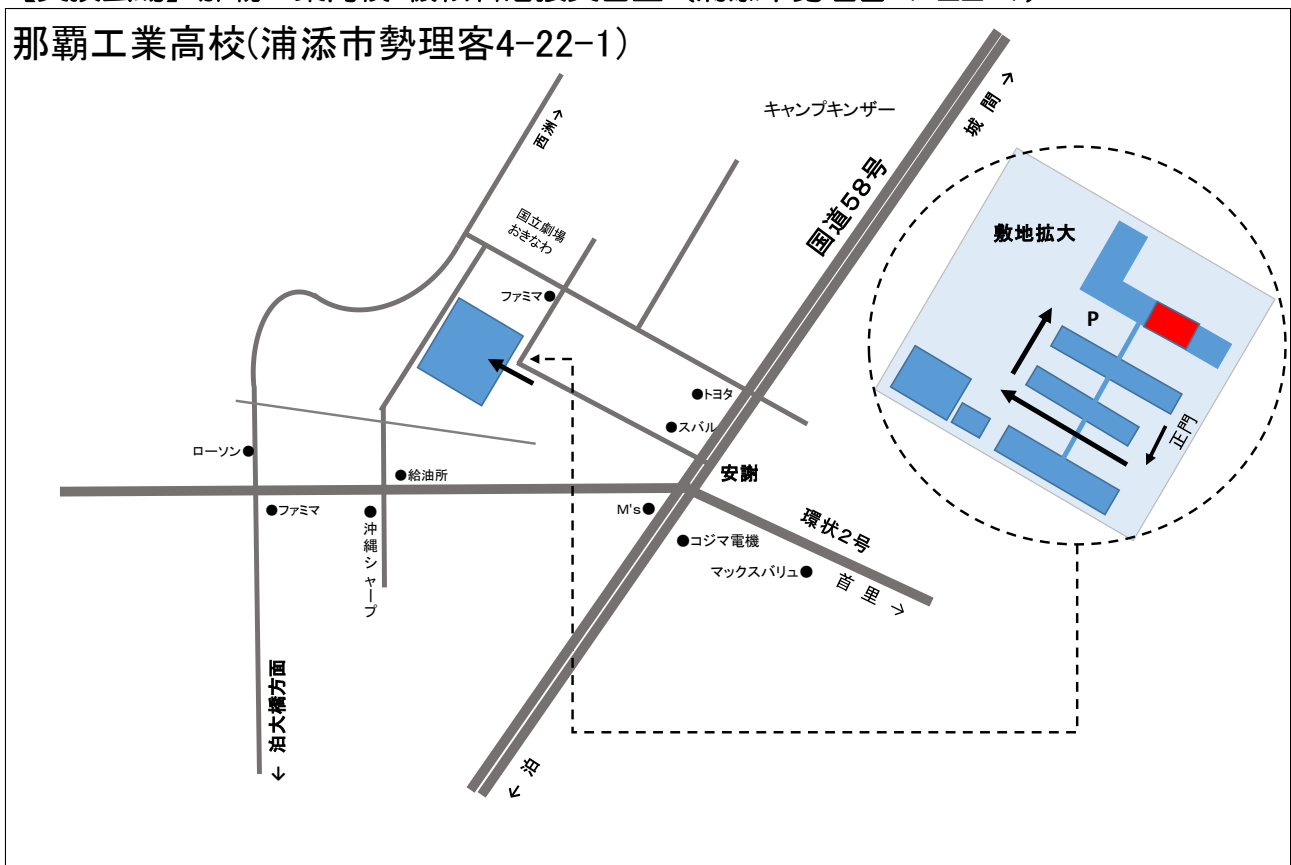 那覇工業高校(浦添市勢理客4-22-1)
キャンプキンザー
城間→
西洲→
国道58号
国立劇場
おきなわ
敷地拡大
ファミマ
P
トヨタ
スバル
正門
ローソン
給油所
安謝
ファミマ
沖縄シャープ
M's
環状2号
コジマ電機
マックスバリュ
首里→
←泊大橋方面
←泊